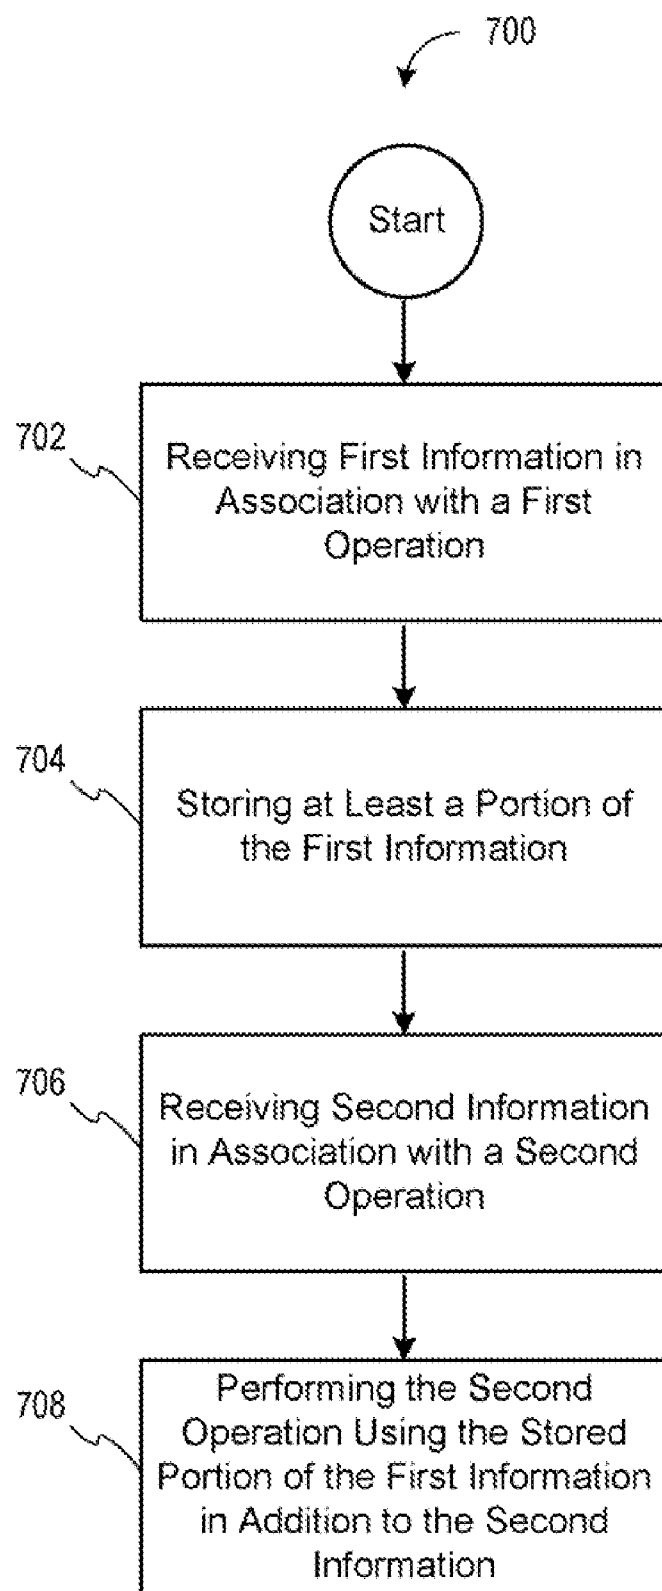 700
Start
702
Receiving First Information in
Association with a First
Operation
704
Storing at Least a Portion of
the First Information
706
Receiving Second Information
in Association with a Second
Operation
708
Performing the Second
Operation Using the Stored
Portion of the First Information
in Addition to the Second
Information